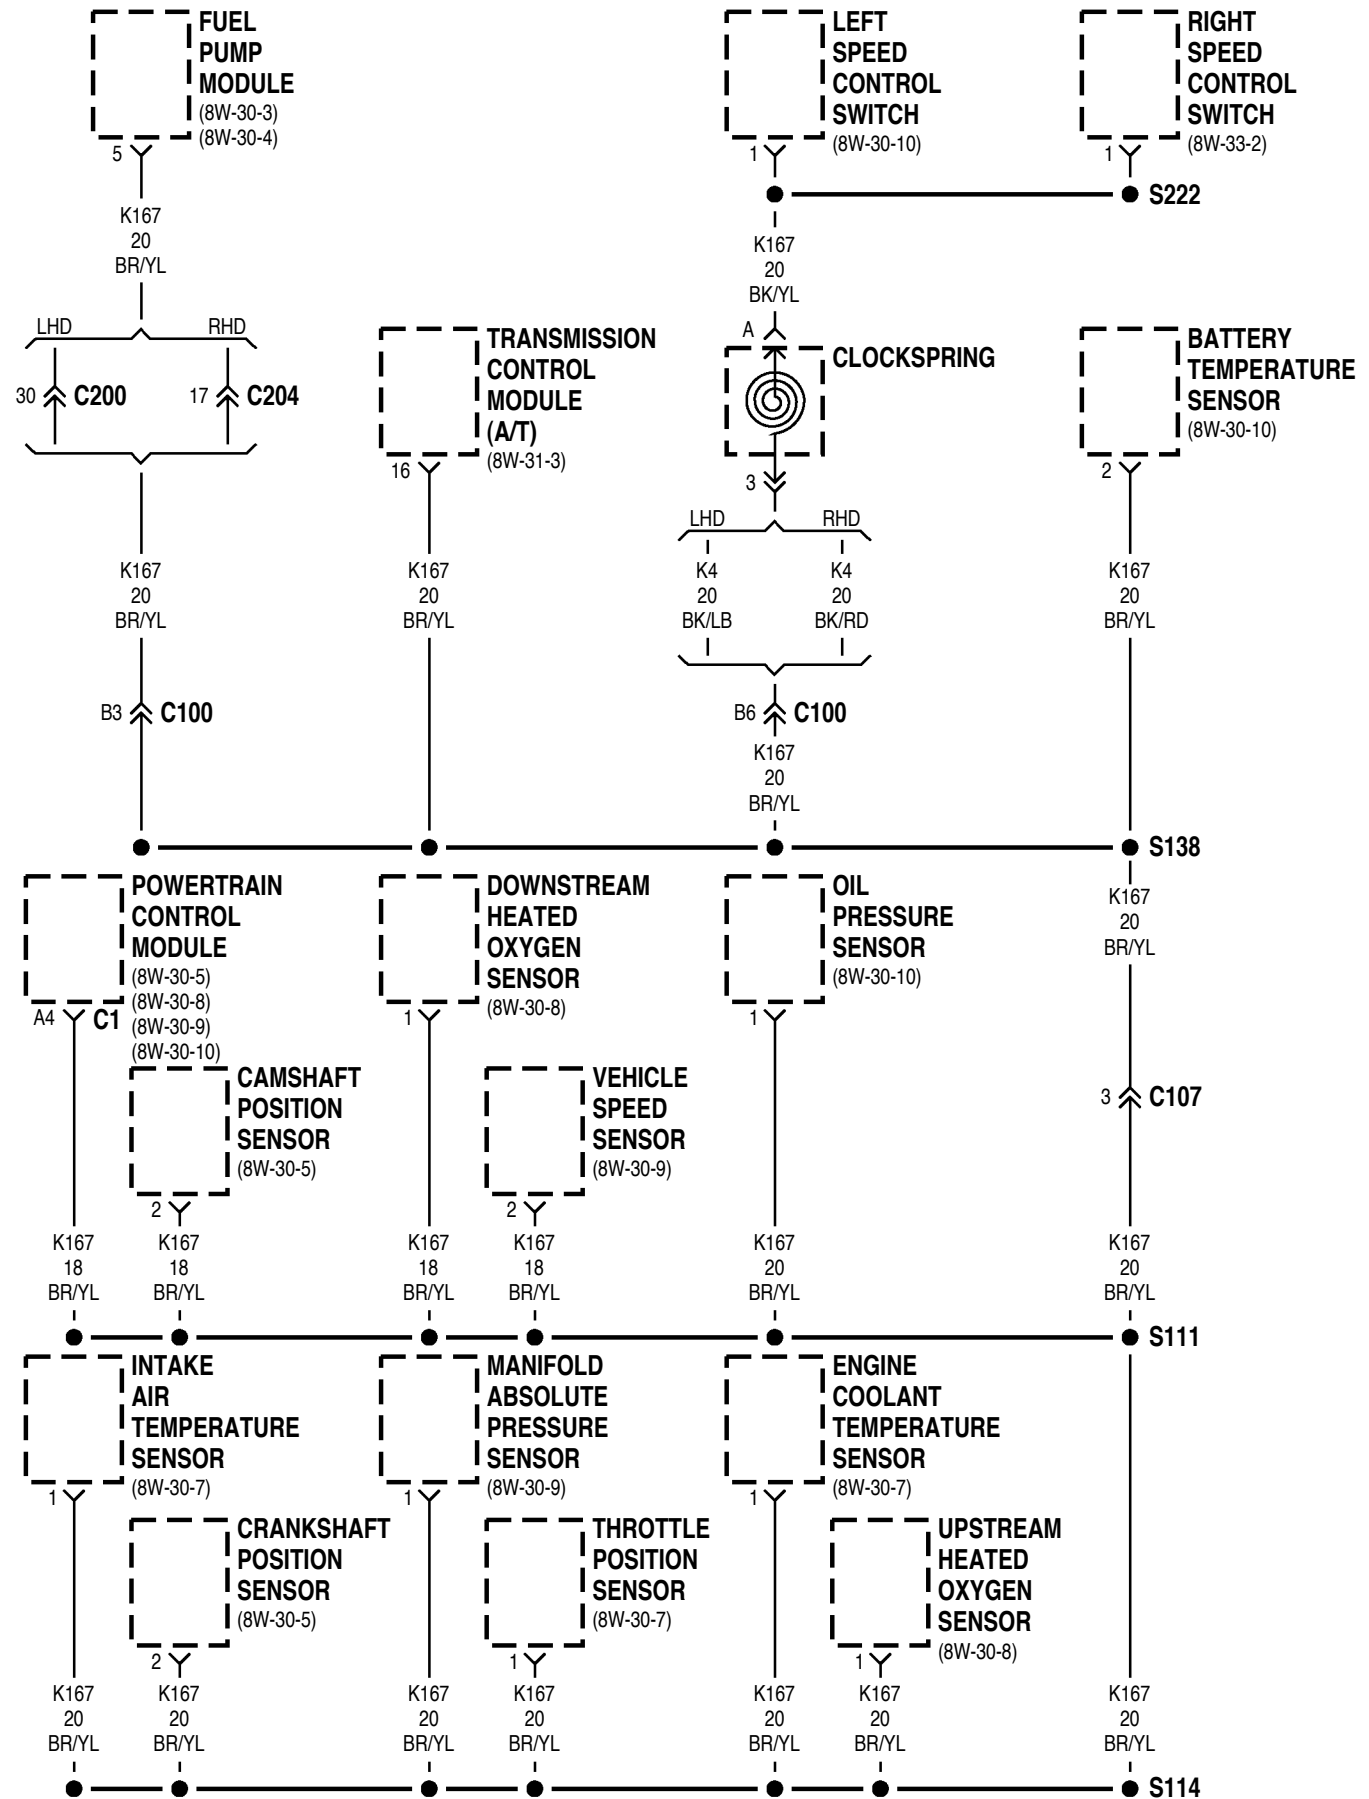 FUEL
PUMP
MODULE
(8W-30-3)
(8W-30-4)
5
LEFT
SPEED
CONTROL
SWITCH
(8W-30-10)
1
RIGHT
SPEED
CONTROL
SWITCH
(8W-33-2)
1
S222
K167
20
BR/YL
K167
20
BK/YL
LHD
RHD
30
C200
17
C204
TRANSMISSION
CONTROL
MODULE
(A/T)
(8W-31-3)
16
A
CLOCKSPRING
3
BATTERY
TEMPERATURE
SENSOR
(8W-30-10)
2
LHD
RHD
K167
20
BR/YL
K167
20
BR/YL
K4
20
BK/LB
K4
20
BK/RD
K167
20
BR/YL
B3
C100
B6
C100
K167
20
BR/YL
S138
POWERTRAIN
CONTROL
MODULE
(8W-30-5)
(8W-30-8)
(8W-30-9)
(8W-30-10)
A4
C1
DOWNSTREAM
HEATED
OXYGEN
SENSOR
(8W-30-8)
1
OIL
PRESSURE
SENSOR
(8W-30-10)
1
K167
20
BR/YL
CAMSHAFT
POSITION
SENSOR
(8W-30-5)
2
VEHICLE
SPEED
SENSOR
(8W-30-9)
2
3
C107
K167
18
BR/YL
K167
18
BR/YL
K167
18
BR/YL
K167
18
BR/YL
K167
20
BR/YL
K167
20
BR/YL
S111
INTAKE
AIR
TEMPERATURE
SENSOR
(8W-30-7)
1
MANIFOLD
ABSOLUTE
PRESSURE
SENSOR
(8W-30-9)
1
ENGINE
COOLANT
TEMPERATURE
SENSOR
(8W-30-7)
1
CRANKSHAFT
POSITION
SENSOR
(8W-30-5)
2
THROTTLE
POSITION
SENSOR
(8W-30-7)
1
UPSTREAM
HEATED
OXYGEN
SENSOR
(8W-30-8)
1
K167
20
BR/YL
K167
20
BR/YL
K167
20
BR/YL
K167
20
BR/YL
K167
20
BR/YL
K167
20
BR/YL
K167
20
BR/YL
S114